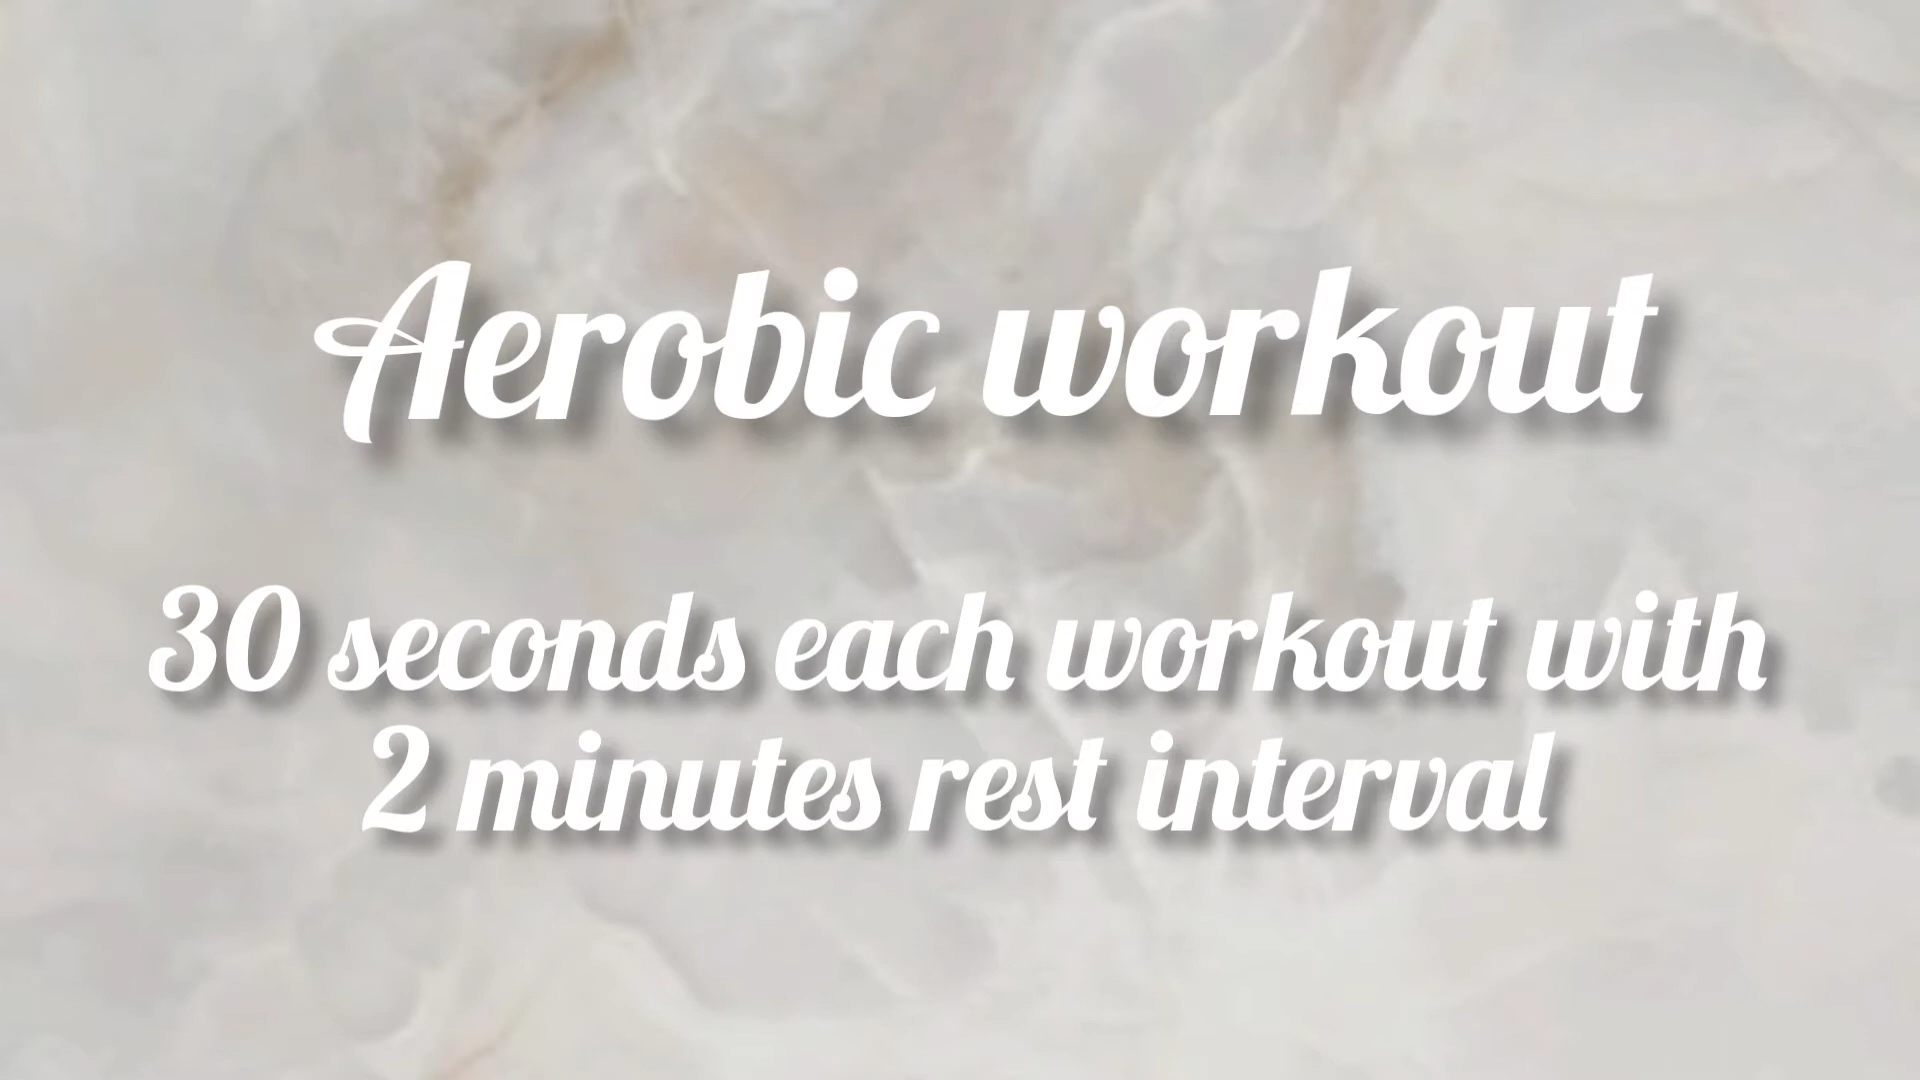 Aerobic workout
30 seconds each workout with
2 minutes rest interval